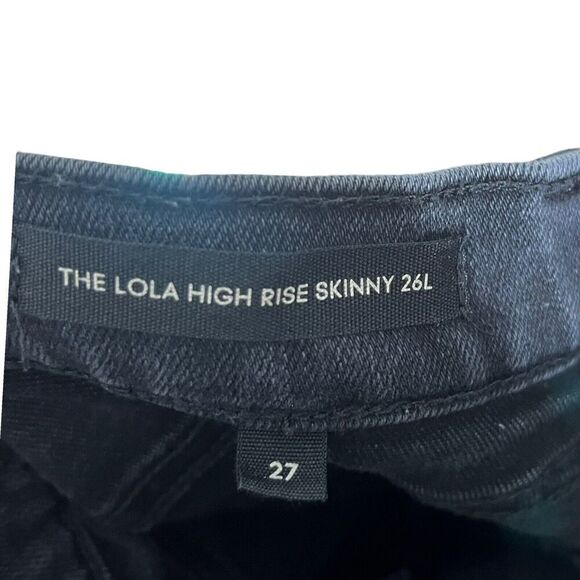 THE LOLA HIGH RISE SKINNY 26L
27